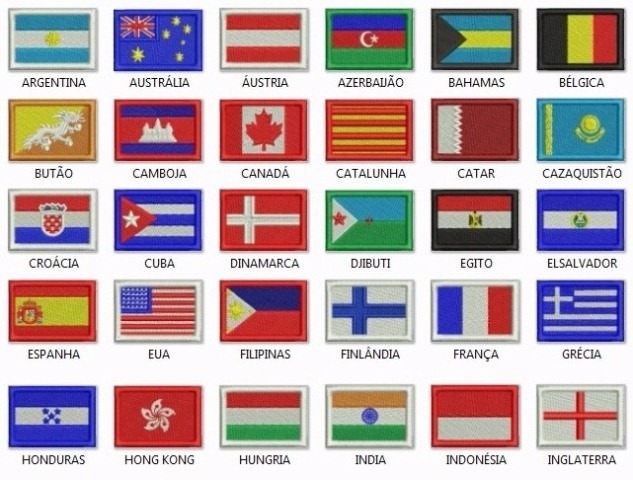 ARGENTINA AUSTRÁLIA ÁUSTRIA AZERBAIJÃO BAHAMAS BÉLGICA
BUTÃO CAMBOJA CANADÁ CATALUNHA CATAR CAZAQUISTÃO
CROÁCIA CUBA DINAMARCA DJIBUTI EGITO ELSALVADOR
ESPANHA EUA FILIPINAS FINLÂNDIA FRANÇA GRÉCIA
HONDURAS HONG KONG HUNGRIA INDIA INDONÉSIA INGLATERRA